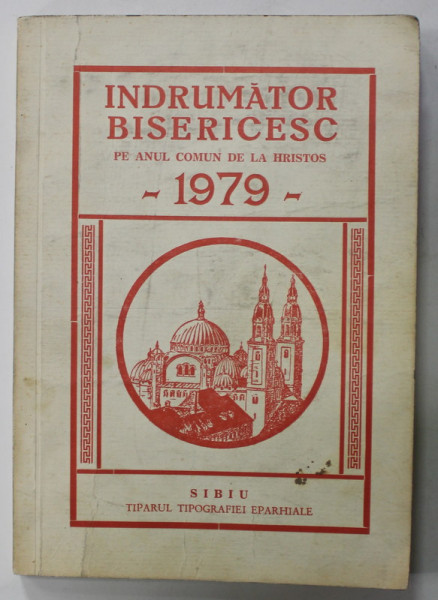 INDRUMĂTOR
BISERICESC
PE ANUL COMUN DE LA HRISTOS
- 1979 -
SIBIU
TIPARUL TIPOGRAFIEI EPARHIALE